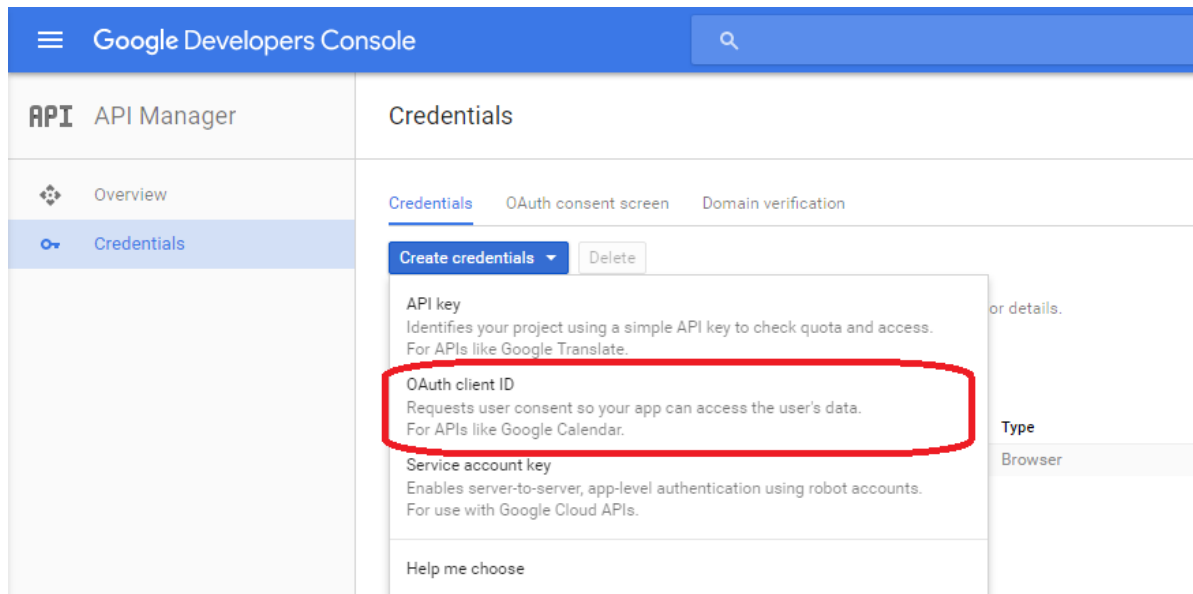 Google Developers Console
API API Manager
Credentials
Overview
Credentials
Credentials OAuth consent screen Domain verification
Create credentials Delete
API key
Identifies your project using a simple API key to check quota and access.
For APIs like Google Translate.
or details.
OAuth client ID
Requests user consent so your app can access the user's data.
For APIs like Google Calendar.
Type
Browser
Service account key
Enables server-to-server, app-level authentication using robot accounts.
For use with Google Cloud APIs.
Help me choose